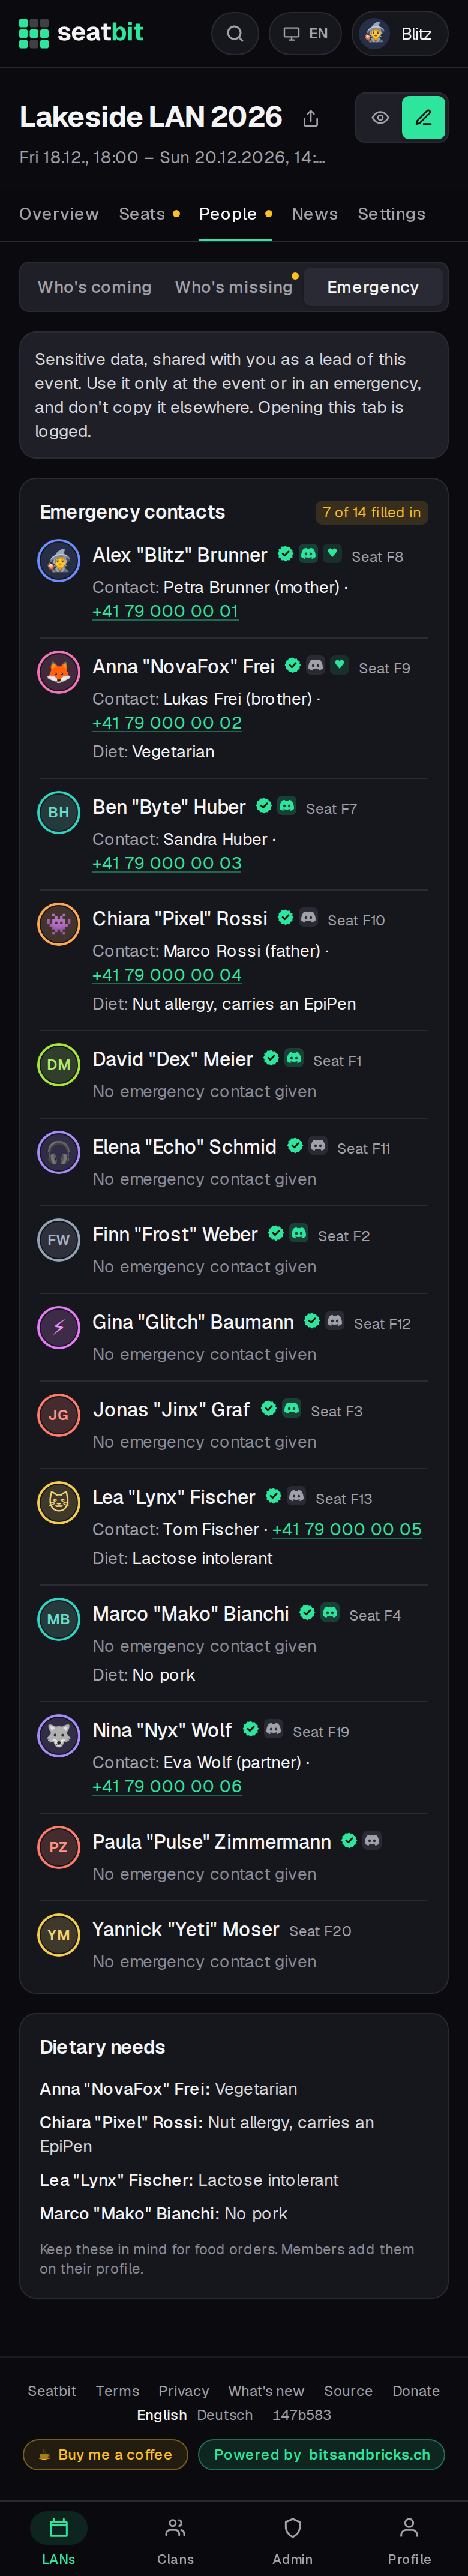 seatbit
EN
Blitz
Lakeside LAN 2026
Fri 18.12., 18:00 – Sun 20.12.2026, 14:...
Overview
Seats
People
News
Settings
Who's coming
Who's missing
Emergency
Sensitive data, shared with you as a lead of this
event. Use it only at the event or in an emergency,
and don't copy it elsewhere. Opening this tab is
logged.
Emergency contacts
7 of 14 filled in
Alex "Blitz" Brunner Seat F8
Contact: Petra Brunner (mother) ·
+41 79 000 00 01
Anna "NovaFox" Frei Seat F9
Contact: Lukas Frei (brother) ·
+41 79 000 00 02
Diet: Vegetarian
BH
Ben "Byte" Huber Seat F7
Contact: Sandra Huber ·
+41 79 000 00 03
Chiara "Pixel" Rossi Seat F10
Contact: Marco Rossi (father) ·
+41 79 000 00 04
Diet: Nut allergy, carries an EpiPen
DM
David "Dex" Meier Seat F1
No emergency contact given
Elena "Echo" Schmid Seat F11
No emergency contact given
FW
Finn "Frost" Weber Seat F2
No emergency contact given
Gina "Glitch" Baumann Seat F12
No emergency contact given
JG
Jonas "Jinx" Graf Seat F3
No emergency contact given
Lea "Lynx" Fischer Seat F13
Contact: Tom Fischer · +41 79 000 00 05
Diet: Lactose intolerant
MB
Marco "Mako" Bianchi Seat F4
No emergency contact given
Diet: No pork
Nina "Nyx" Wolf Seat F19
Contact: Eva Wolf (partner) ·
+41 79 000 00 06
PZ
Paula "Pulse" Zimmermann
No emergency contact given
YM
Yannick "Yeti" Moser Seat F20
No emergency contact given
Dietary needs
Anna "NovaFox" Frei: Vegetarian
Chiara "Pixel" Rossi: Nut allergy, carries an
EpiPen
Lea "Lynx" Fischer: Lactose intolerant
Marco "Mako" Bianchi: No pork
Keep these in mind for food orders. Members add them
on their profile.
Seatbit Terms Privacy What's new Source Donate
English Deutsch 147b583
Buy me a coffee
Powered by bitsandbricks.ch
LANs
Clans
Admin
Profile